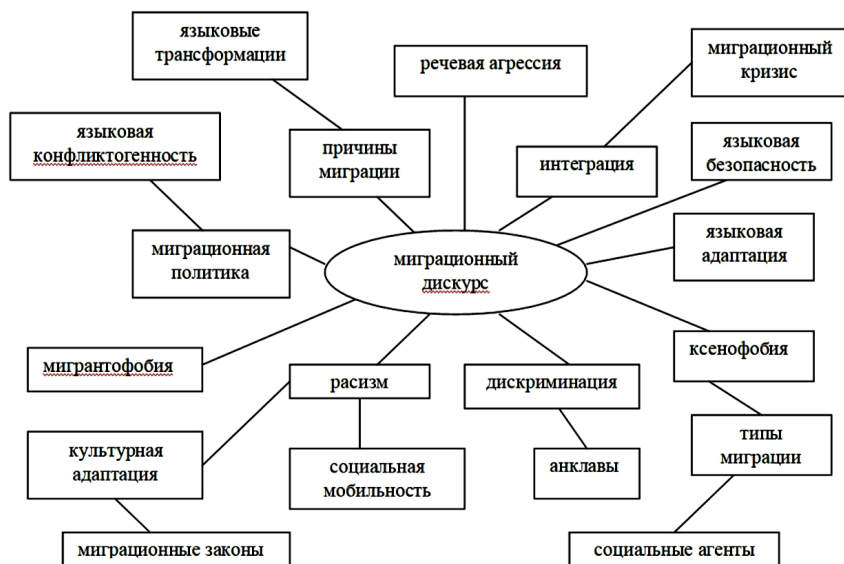 языковые
трансформации
речевая агрессия
миграционный
кризис
языковая
конфликтогенность
причины
миграции
интеграция
языковая
безопасность
миграционная
политика
миграционный
дискурс
языковая
адаптация
мигрантофобия
расизм
дискриминация
ксенофобия
культурная
адаптация
социальная
мобильность
анклавы
типы
миграции
миграционные законы
социальные агенты